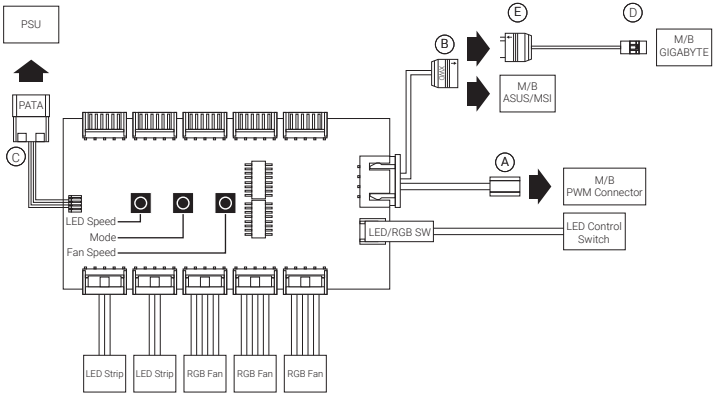 PSU
PATA
C
B
E
D
M/B
GIGABYTE
M/B
ASUS/MSI
A
M/B
PWM Connector
LED Speed
Mode
Fan Speed
LED/RGB SW
LED Control
Switch
LED Strip
LED Strip
RGB Fan
RGB Fan
RGB Fan